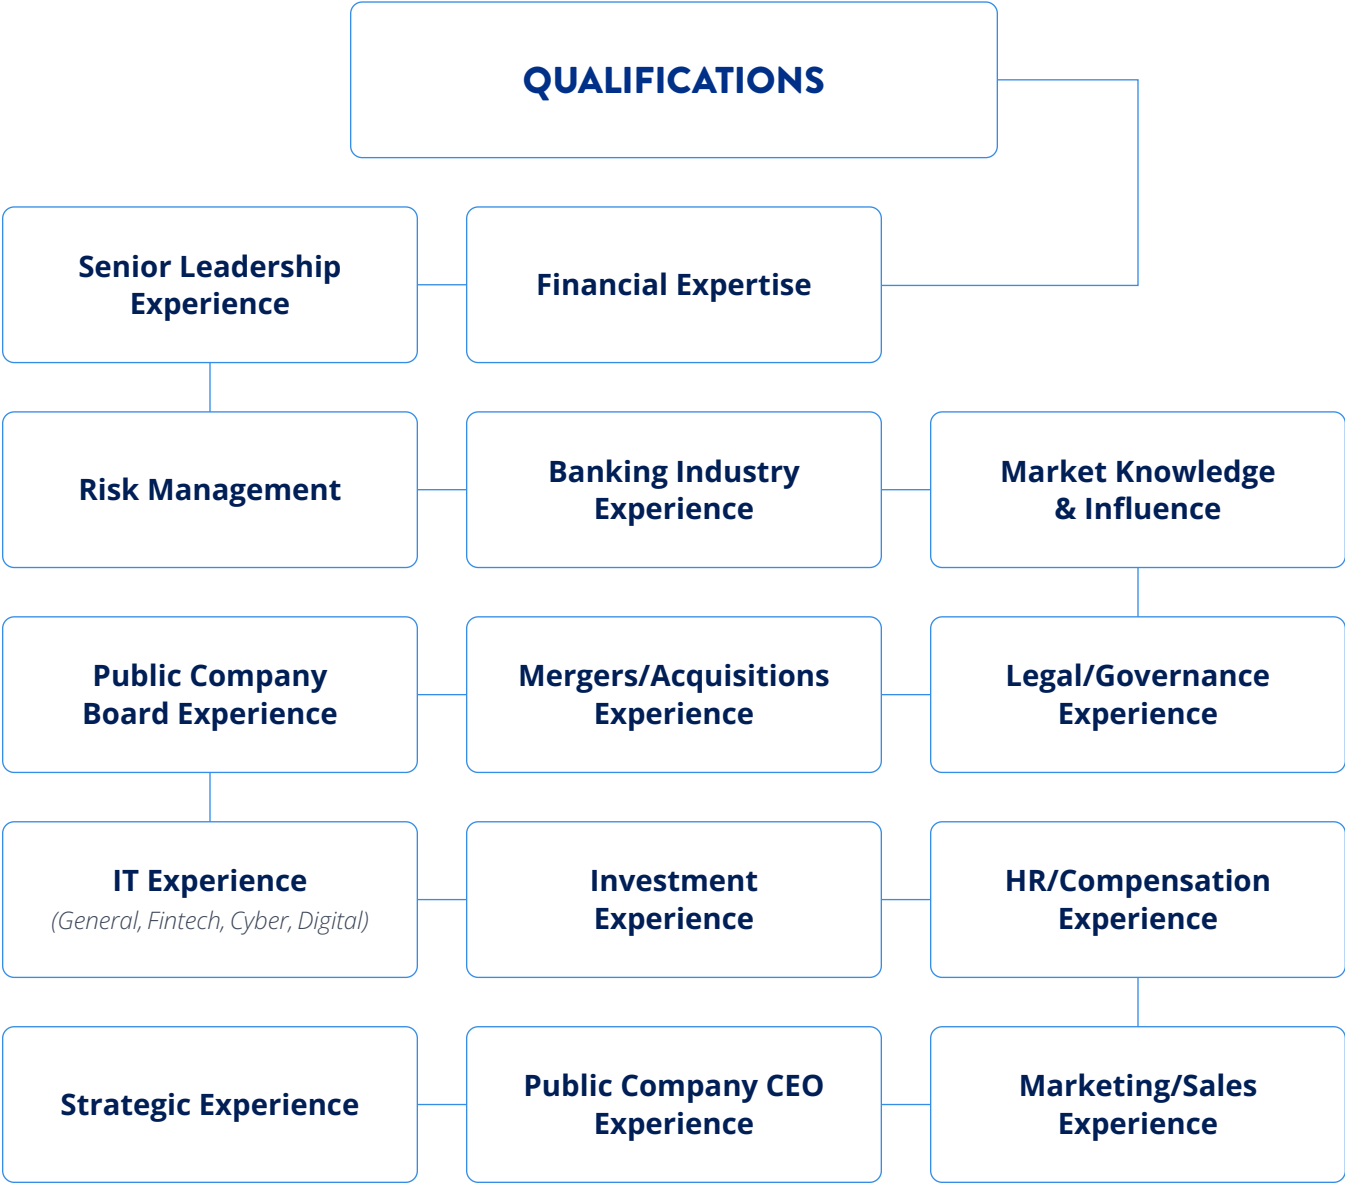 QUALIFICATIONS
Senior Leadership
Experience
Financial Expertise
Risk Management
Banking Industry
Experience
Market Knowledge
& Influence
Public Company
Board Experience
Mergers/Acquisitions
Experience
Legal/Governance
Experience
IT Experience
(General, Fintech, Cyber, Digital)
Investment
Experience
HR/Compensation
Experience
Strategic Experience
Public Company CEO
Experience
Marketing/Sales
Experience